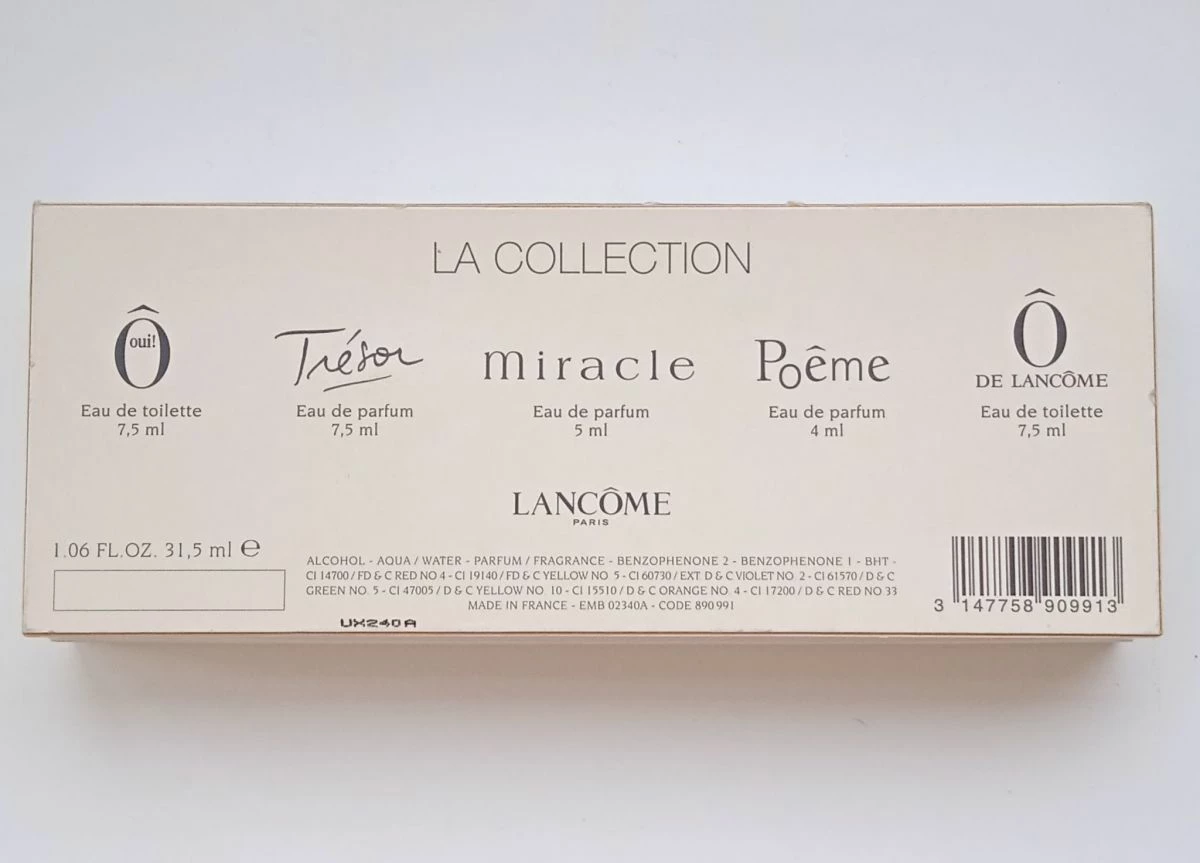 LA COLLECTION
Ô oui!
Eau de toilette
7,5 ml
Trésor
Eau de parfum
7,5 ml
miracle
Eau de parfum
5 ml
Poême
Eau de parfum
4 ml
Ô
DE LANCÔME
Eau de toilette
7,5 ml
LANCÔME
PARIS
1.06 FL.OZ. 31,5 ml ℮
ALCOHOL - AQUA / WATER - PARFUM / FRAGRANCE - BENZOPHENONE 2 - BENZOPHENONE 1 - BHT -
CI 14700 / FD & C RED NO 4 - CI 19140 / FD & C YELLOW NO 5 - CI 60730 / EXT D & C VIOLET NO 2 - CI 61570 / D & C
GREEN NO 5 - CI 47005 / D & C YELLOW NO 10 - CI 15510 / D & C ORANGE NO 4 - CI 17200 / D & C RED NO 33
MADE IN FRANCE - EMB 02340A - CODE 890 991
3 147758 909913
UX240A